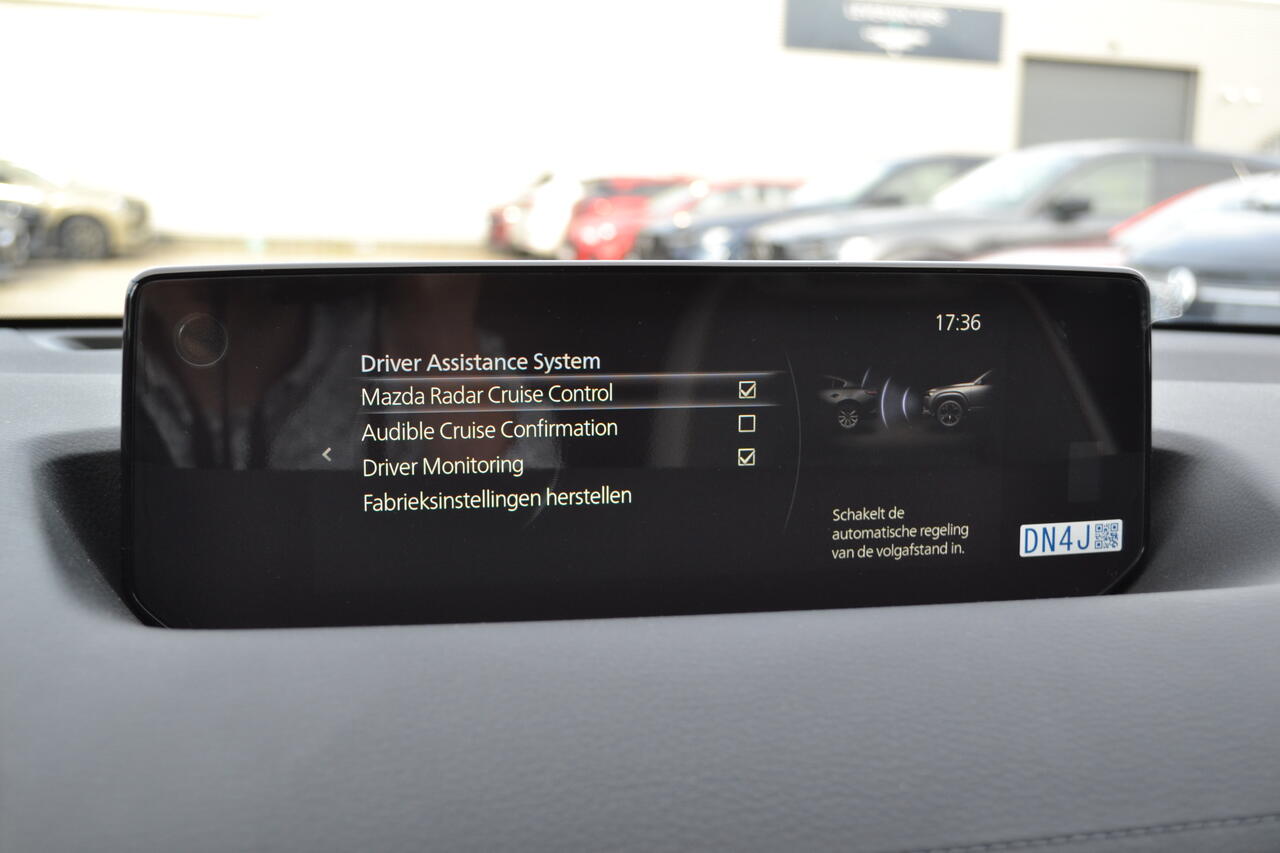 17:36
Driver Assistance System
Mazda Radar Cruise Control
Audible Cruise Confirmation
Driver Monitoring
Fabrieksinstellingen herstellen
Schakelt de
automatische regeling
van de volgafstand in.
DN4J